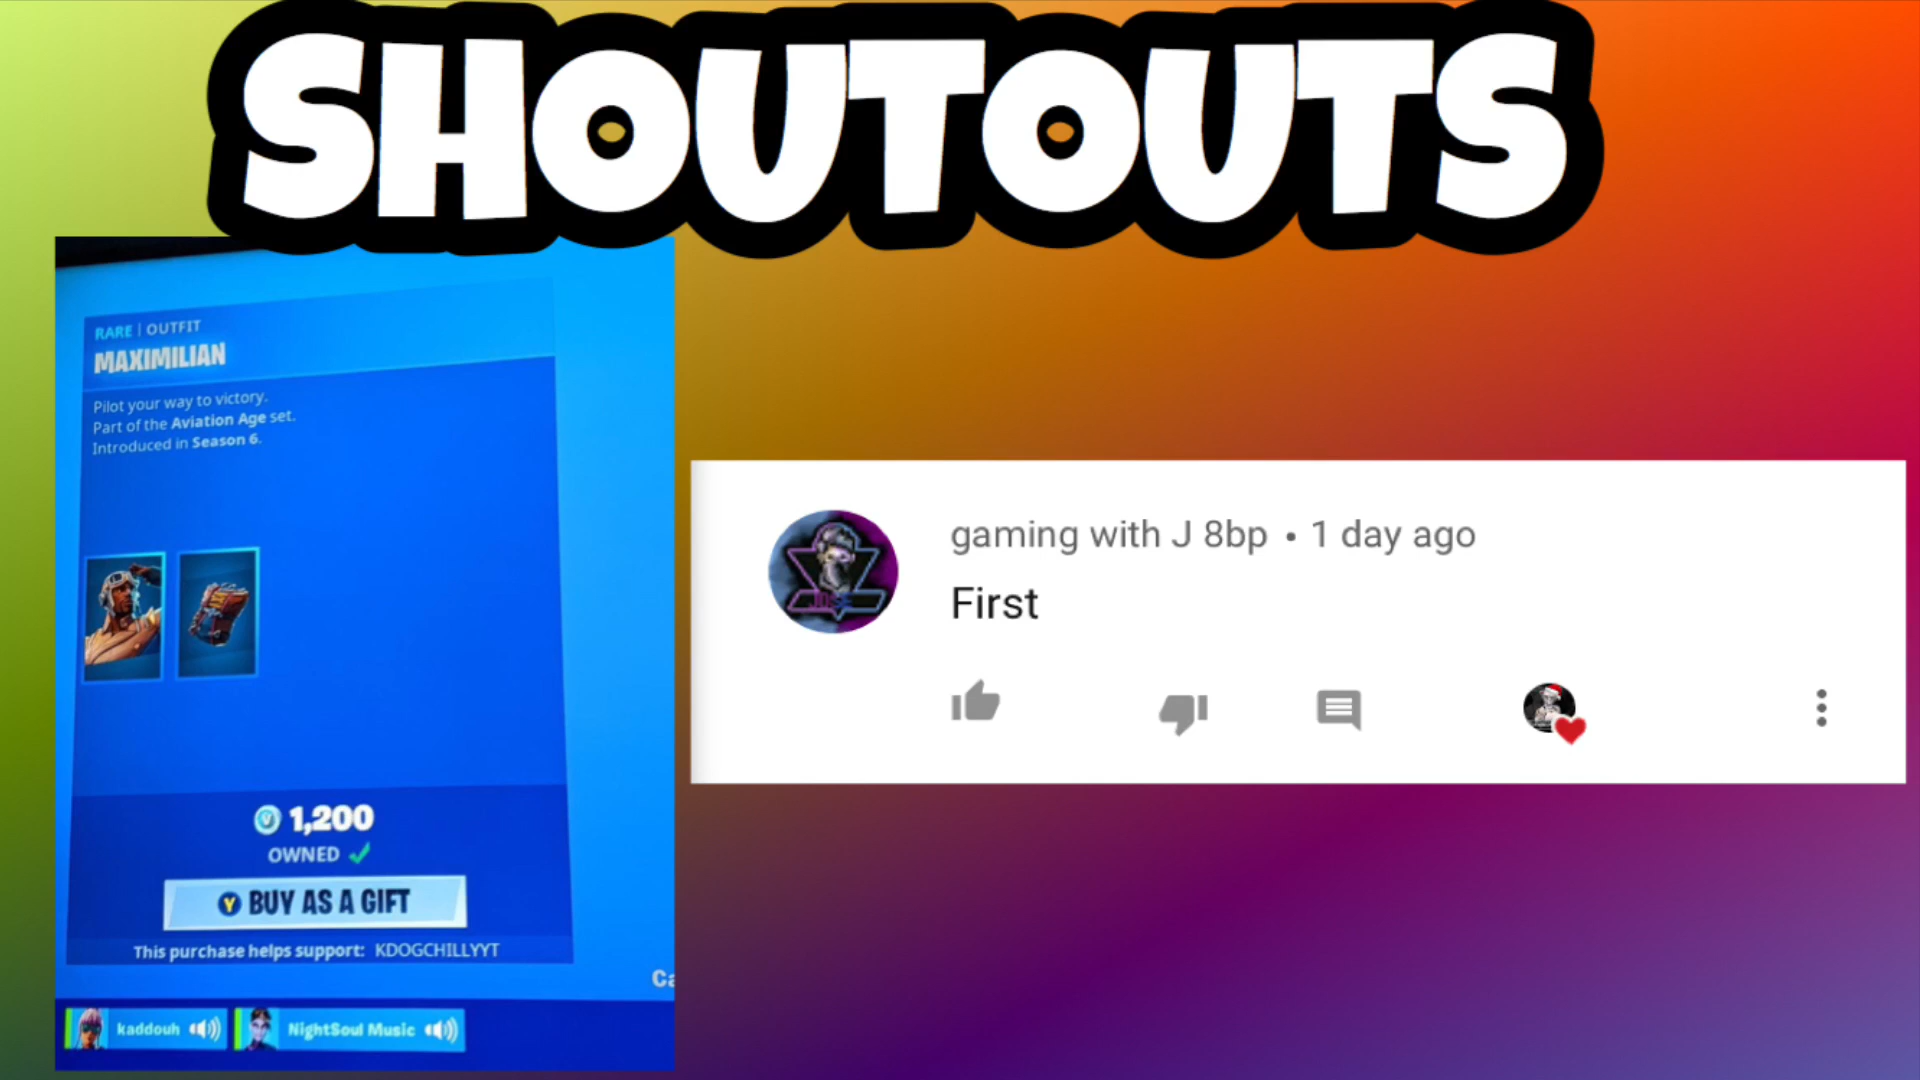 SHOUTOUTS
RARE | OUTFIT
MAXIMILIAN
Pilot your way to victory.
Part of the Aviation Age set.
Introduced in Season 6.
1,200
OWNED
Y BUY AS A GIFT
This purchase helps support: KDOGCHILLYYT
Ca
kaddouh
NightSoul Music
gaming with J 8bp • 1 day ago
First